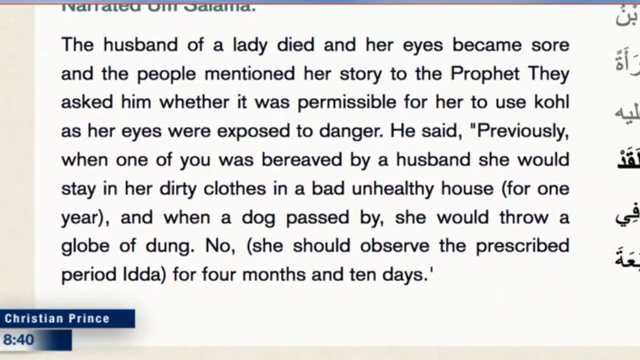 Narrated Um Salama:
The husband of a lady died and her eyes became sore
and the people mentioned her story to the Prophet They
asked him whether it was permissible for her to use kohl
as her eyes were exposed to danger. He said, "Previously,
when one of you was bereaved by a husband she would
stay in her dirty clothes in a bad unhealthy house (for one
year), and when a dog passed by, she would throw a
globe of dung. No, (she should observe the prescribed
period Idda) for four months and ten days.'
لَقَدْ
فِي
Christian Prince
8:40